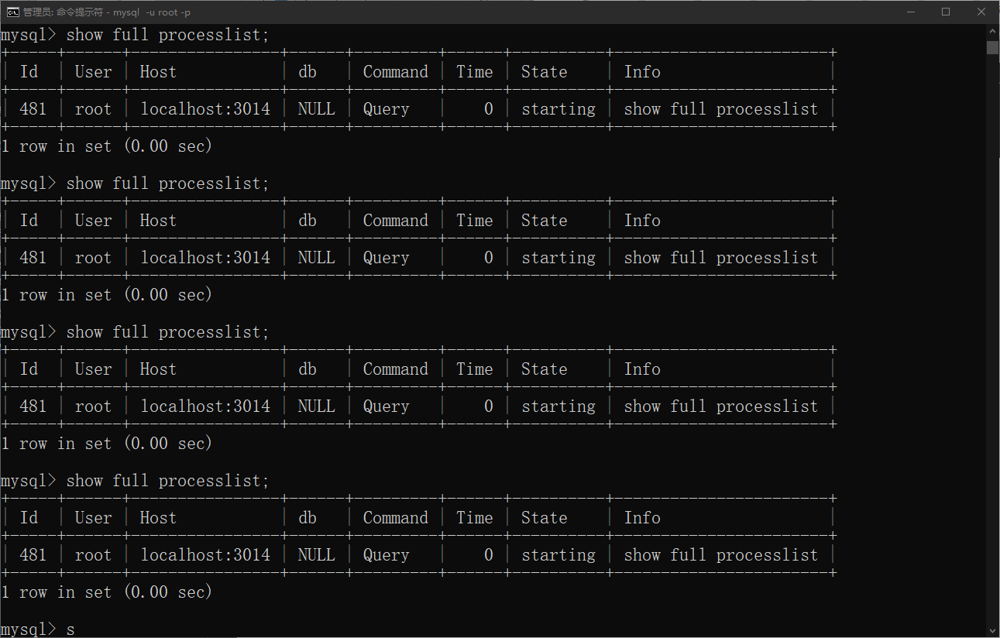 管理员: 命令提示符 - mysql  -u root -p
mysql> show full processlist;
+-----+------+----------------+------+---------+------+----------+-----------------------+
| Id  | User | Host           | db   | Command | Time | State    | Info                  |
+-----+------+----------------+------+---------+------+----------+-----------------------+
| 481 | root | localhost:3014 | NULL | Query   |    0 | starting | show full processlist |
+-----+------+----------------+------+---------+------+----------+-----------------------+
1 row in set (0.00 sec)
mysql> show full processlist;
+-----+------+----------------+------+---------+------+----------+-----------------------+
| Id  | User | Host           | db   | Command | Time | State    | Info                  |
+-----+------+----------------+------+---------+------+----------+-----------------------+
| 481 | root | localhost:3014 | NULL | Query   |    0 | starting | show full processlist |
+-----+------+----------------+------+---------+------+----------+-----------------------+
1 row in set (0.00 sec)
mysql> show full processlist;
+-----+------+----------------+------+---------+------+----------+-----------------------+
| Id  | User | Host           | db   | Command | Time | State    | Info                  |
+-----+------+----------------+------+---------+------+----------+-----------------------+
| 481 | root | localhost:3014 | NULL | Query   |    0 | starting | show full processlist |
+-----+------+----------------+------+---------+------+----------+-----------------------+
1 row in set (0.00 sec)
mysql> show full processlist;
+-----+------+----------------+------+---------+------+----------+-----------------------+
| Id  | User | Host           | db   | Command | Time | State    | Info                  |
+-----+------+----------------+------+---------+------+----------+-----------------------+
| 481 | root | localhost:3014 | NULL | Query   |    0 | starting | show full processlist |
+-----+------+----------------+------+---------+------+----------+-----------------------+
1 row in set (0.00 sec)
mysql> s